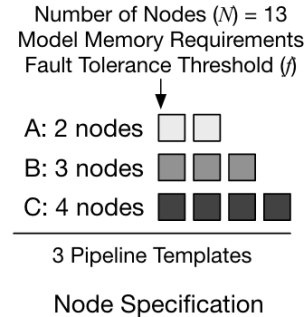 Number of Nodes (N) = 13
Model Memory Requirements
Fault Tolerance Threshold (f)
A: 2 nodes
B: 3 nodes
C: 4 nodes
3 Pipeline Templates
Node Specification